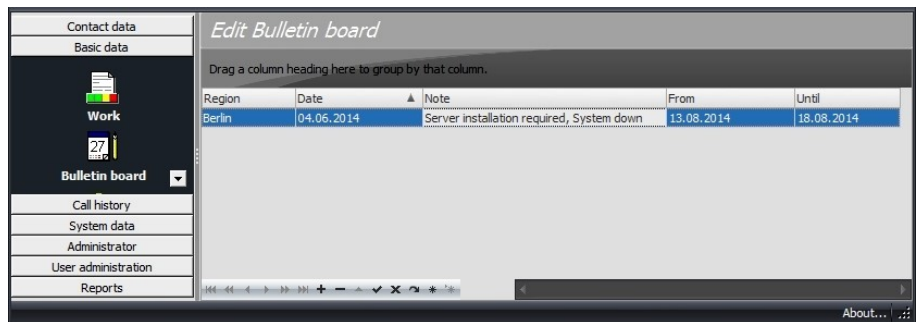 Contact data
Basic data
Work
27
Bulletin board
Call history
System data
Administrator
User administration
Reports
Edit Bulletin board
Drag a column heading here to group by that column.
Region Date Note From Until
Berlin 04.06.2014 Server installation required, System down 13.08.2014 18.08.2014
About...